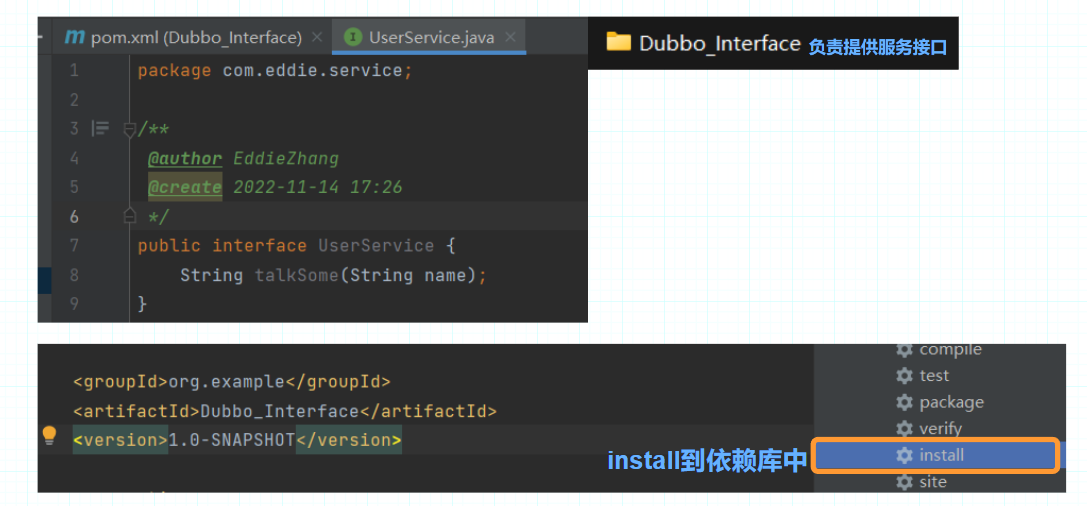 pom.xml (Dubbo_Interface) × UserService.java ×
Dubbo_Interface 负责提供服务接口
1 package com.eddie.service;
2
3 /**
4 @author EddieZhang
5 @create 2022-11-14 17:26
6 */
7 public interface UserService {
8 String talkSome(String name);
9 }
<groupId>org.example</groupId>
<artifactId>Dubbo_Interface</artifactId>
<version>1.0-SNAPSHOT</version>
install到依赖库中
compile
test
package
verify
install
site